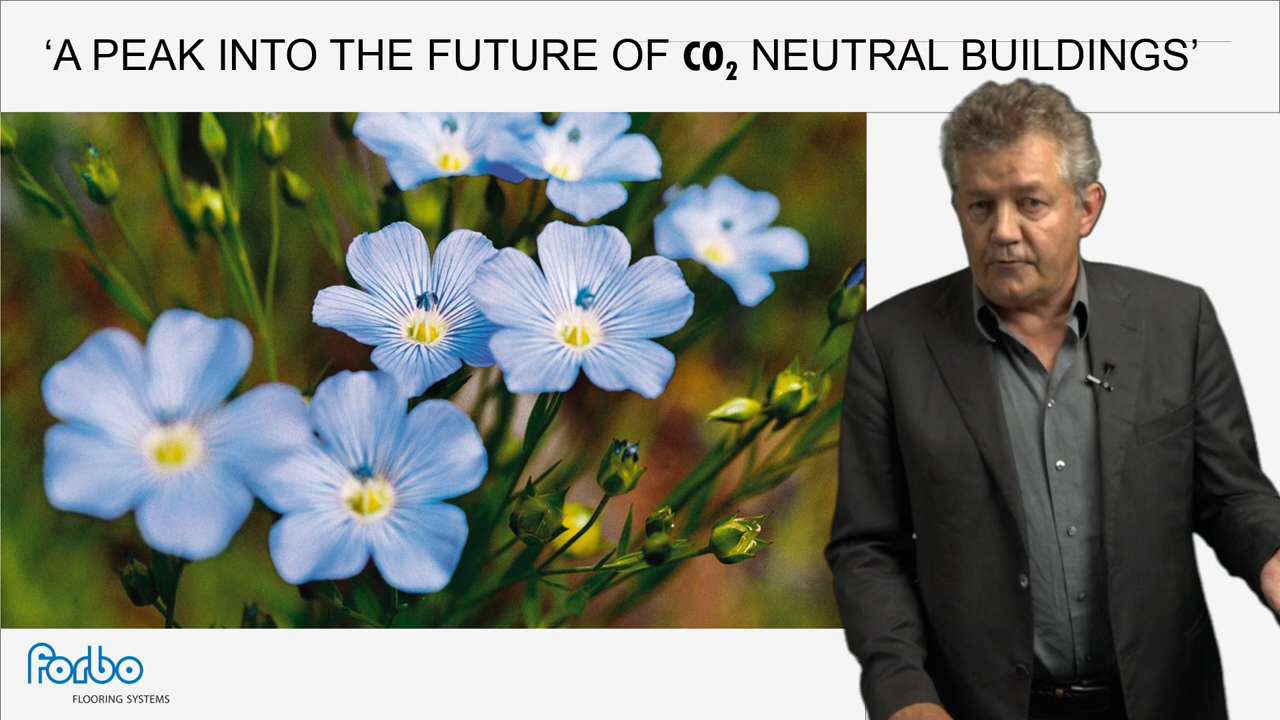 ‘A PEAK INTO THE FUTURE OF CO₂ NEUTRAL BUILDINGS’
forbo
FLOORING SYSTEMS